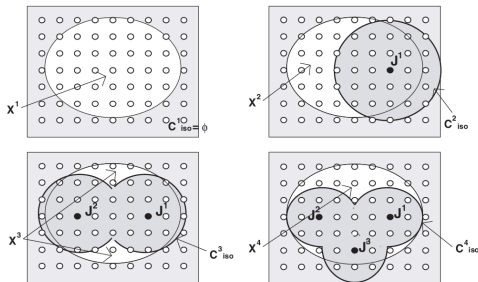 X¹
C¹iso= ϕ
J¹
X²
C²iso
J²
J¹
X³
C³iso
J²
J¹
X⁴
J³
C⁴iso